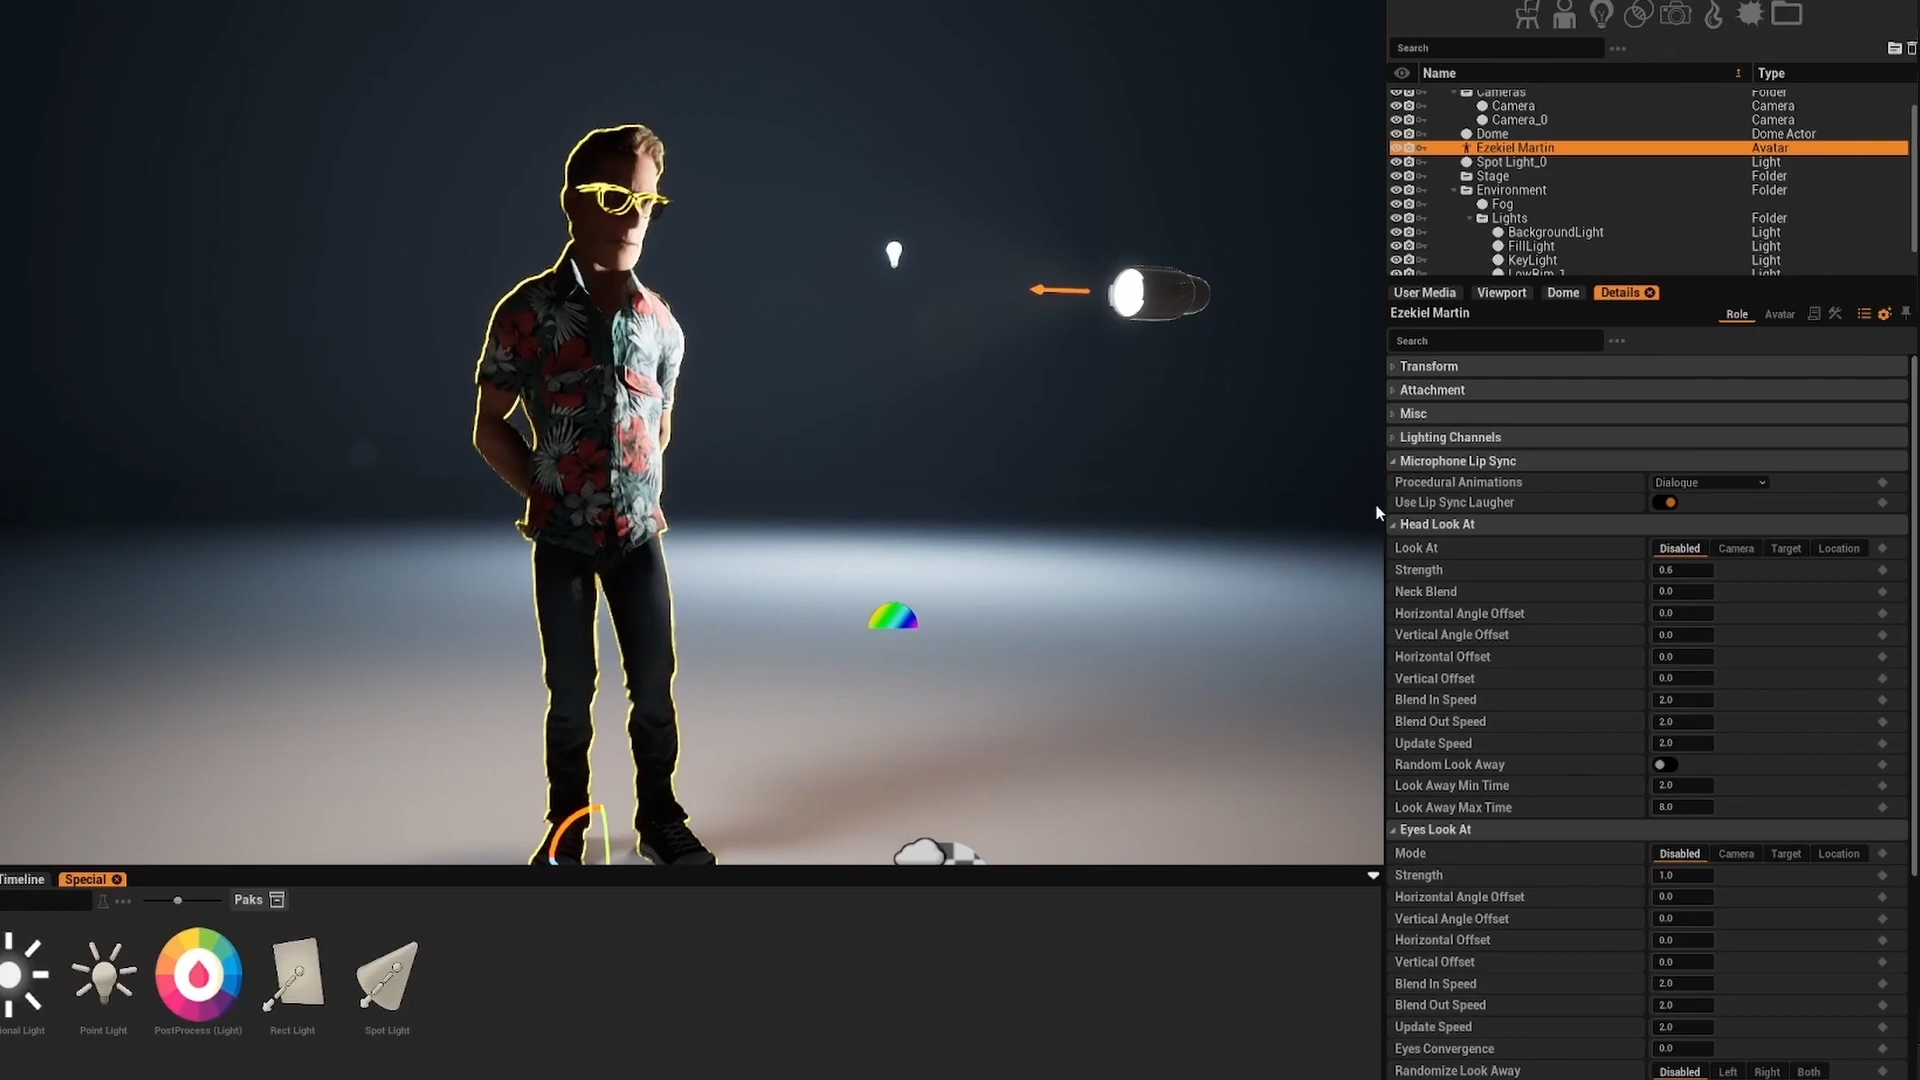 Search
Name Type
Cameras Folder
Camera Camera
Camera_0 Camera
Dome Dome Actor
Ezekiel Martin Avatar
Spot Light_0 Light
Stage Folder
Environment Folder
Fog
Lights Folder
BackgroundLight Light
FillLight Light
KeyLight Light
LowRim_1 Light
User Media Viewport Dome Details
Ezekiel Martin Role Avatar
Search
Transform
Attachment
Misc
Lighting Channels
Microphone Lip Sync
Procedural Animations Dialogue
Use Lip Sync Laugher
Head Look At
Look At Disabled Camera Target Location
Strength 0.6
Neck Blend 0.0
Horizontal Angle Offset 0.0
Vertical Angle Offset 0.0
Horizontal Offset 0.0
Vertical Offset 0.0
Blend In Speed 2.0
Blend Out Speed 2.0
Update Speed 2.0
Random Look Away
Look Away Min Time 2.0
Look Away Max Time 8.0
Eyes Look At
Mode Disabled Camera Target Location
Strength 1.0
Horizontal Angle Offset 0.0
Vertical Angle Offset 0.0
Horizontal Offset 0.0
Vertical Offset 0.0
Blend In Speed 2.0
Blend Out Speed 2.0
Update Speed 2.0
Eyes Convergence 0.0
Randomize Look Away Disabled Left Right Both
Timeline Special
Paks
ional Light Point Light PostProcess (Light) Rect Light Spot Light